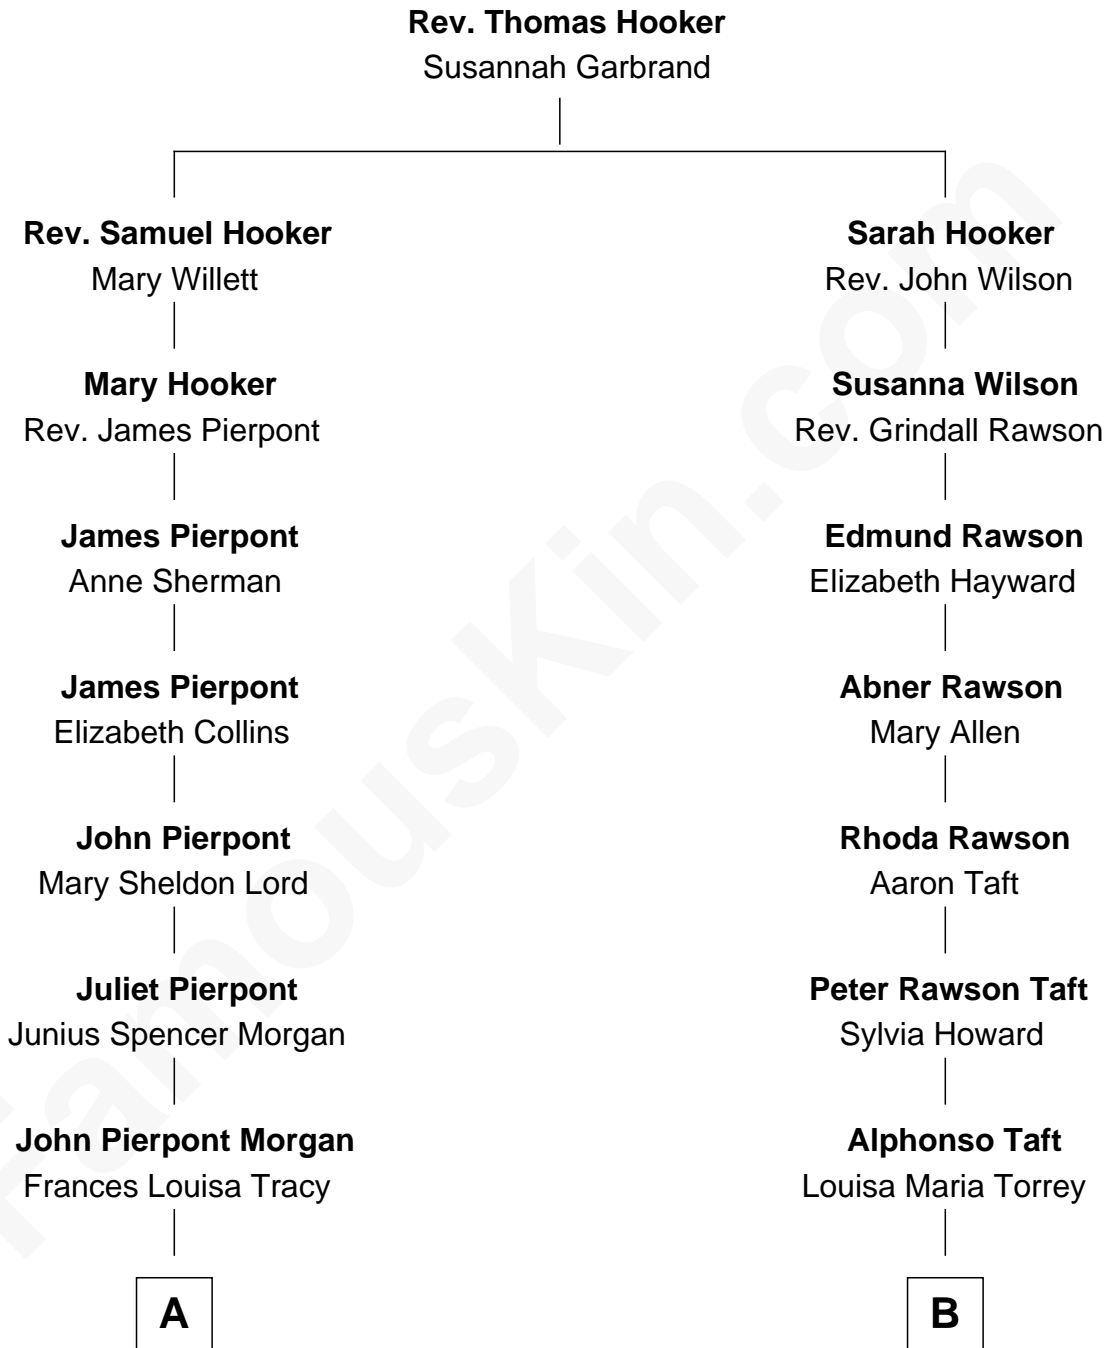 Rev. Thomas Hooker
Susannah Garbrand
Rev. Samuel Hooker
Mary Willett
Sarah Hooker
Rev. John Wilson
Mary Hooker
Rev. James Pierpont
Susanna Wilson
Rev. Grindall Rawson
James Pierpont
Anne Sherman
Edmund Rawson
Elizabeth Hayward
James Pierpont
Elizabeth Collins
Abner Rawson
Mary Allen
John Pierpont
Mary Sheldon Lord
Rhoda Rawson
Aaron Taft
Juliet Pierpont
Junius Spencer Morgan
Peter Rawson Taft
Sylvia Howard
John Pierpont Morgan
Frances Louisa Tracy
Alphonso Taft
Louisa Maria Torrey
A
B
FamousKin.com